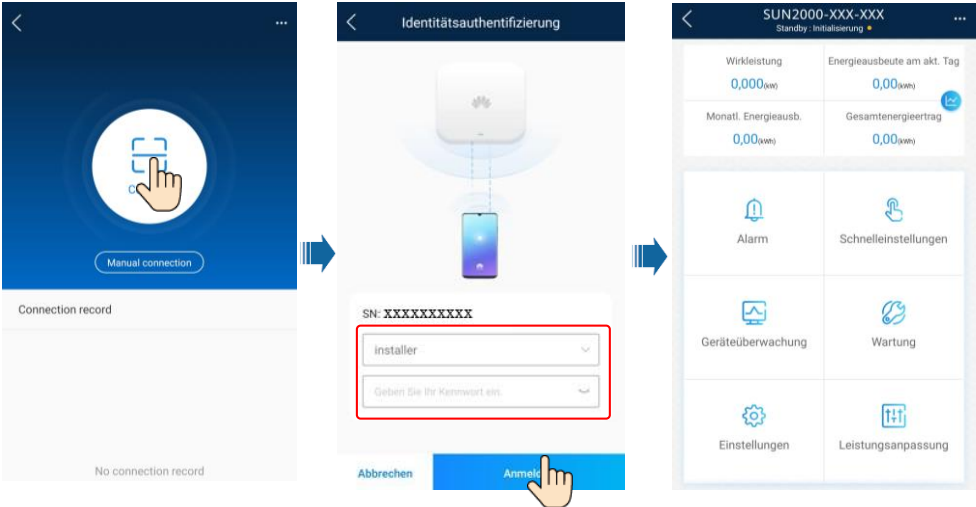 Manual connection
Connection record
No connection record
Identitätsauthentifizierung
SN: XXXXXXXXXX
installer
Geben Sie Ihr Kennwort ein.
Abbrechen
SUN2000-XXX-XXX
Standby : Initialisierung
Wirkleistung
Energieausbeute am akt. Tag
0,000(kW)
0,00(kWh)
Monatl. Energieausb.
Gesamtenergieertrag
0,00(kWh)
0,00(kWh)
Alarm
Schnelleinstellungen
Geräteüberwachung
Wartung
Einstellungen
Leistungsanpassung